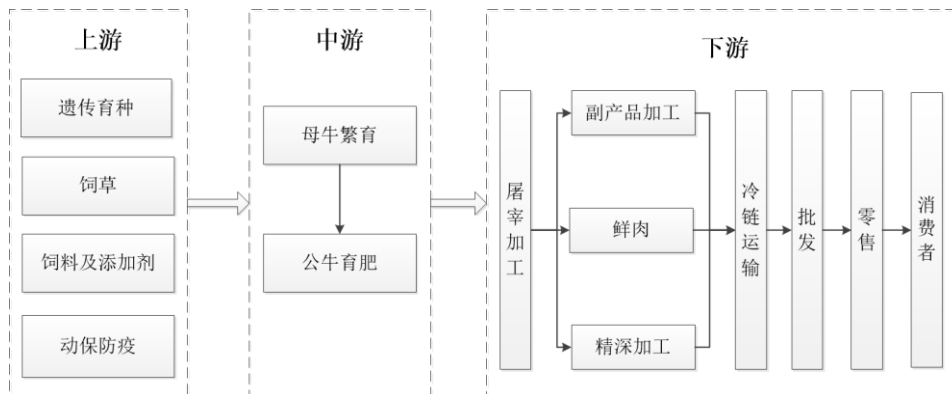 上游
遗传育种
饲草
饲料及添加剂
动保防疫
中游
母牛繁育
公牛育肥
下游
屠宰加工
副产品加工
鲜肉
精深加工
冷链运输
批发
零售
消费者